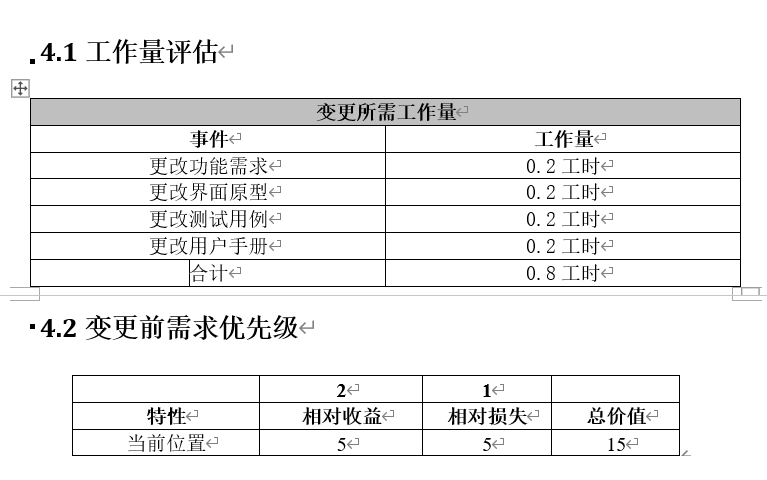 4.1 工作量评估
变更所需工作量
事件 工作量
更改功能需求 0.2 工时
更改界面原型 0.2 工时
更改测试用例 0.2 工时
更改用户手册 0.2 工时
合计 0.8 工时
4.2 变更前需求优先级
2 1
特性 相对收益 相对损失 总价值
当前位置 5 5 15